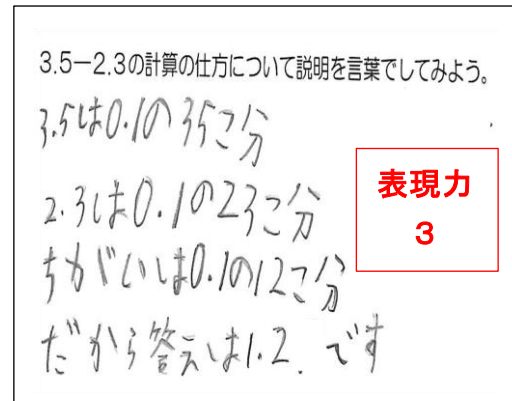 3.5－2.3の計算の仕方について説明を言葉でしてみよう。
3.5は0.1の35こ分
2.3は0.1の23こ分
ちがいは0.1の12こ分
だから答えは1.2.です
表現力
3